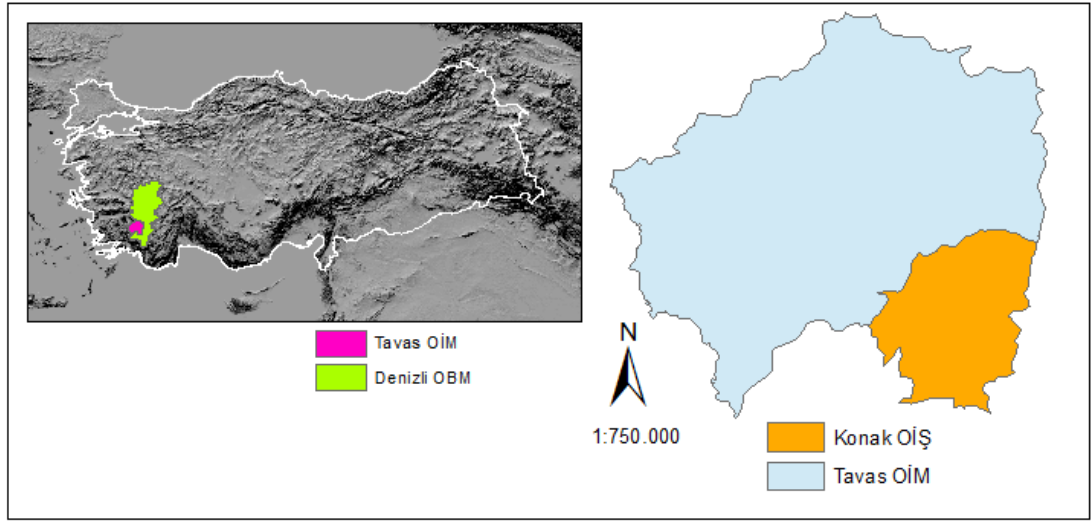 Tavas OİM
Denizli OBM
N
1:750.000
Konak OİŞ
Tavas OİM